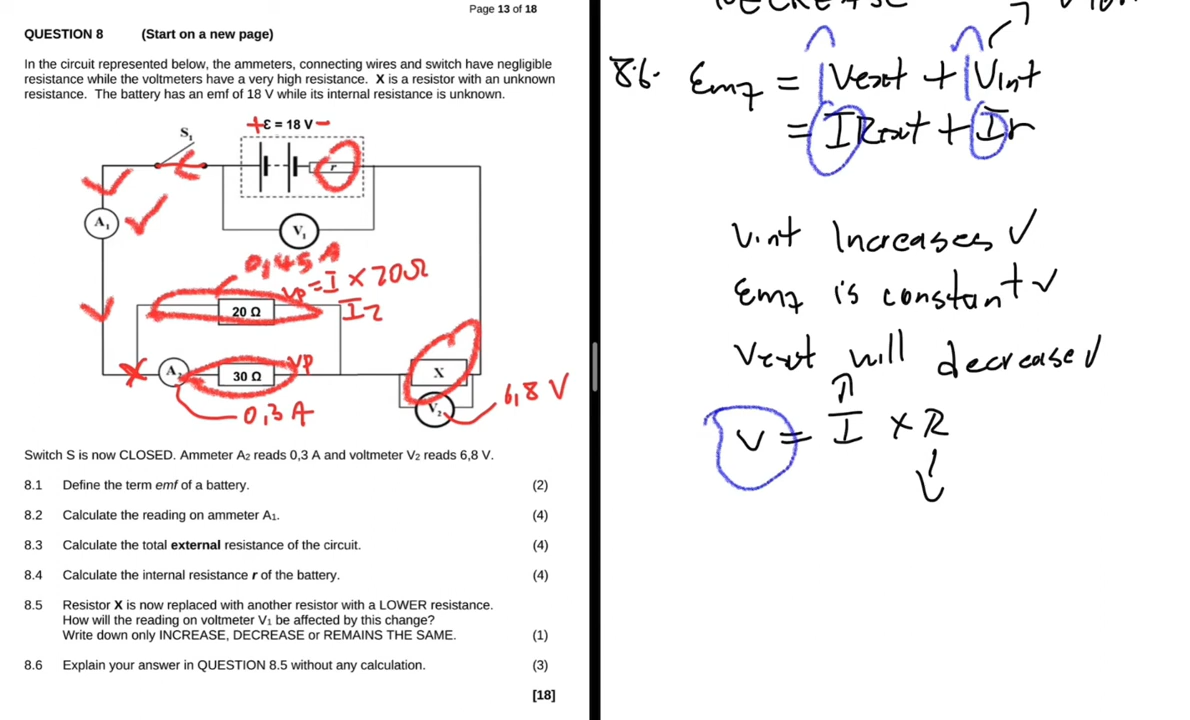 Page 13 of 18
QUESTION 8 (Start on a new page)
In the circuit represented below, the ammeters, connecting wires and switch have negligible
resistance while the voltmeters have a very high resistance. X is a resistor with an unknown
resistance. The battery has an emf of 18 V while its internal resistance is unknown.
+ε = 18 V −
S1
r
A1
V1
0,45 A
VP = I × 20Ω
20 Ω
I2
VP
A2
30 Ω
X
V2
6,8 V
0,3 A
Switch S is now CLOSED. Ammeter A2 reads 0,3 A and voltmeter V2 reads 6,8 V.
8.1 Define the term emf of a battery. (2)
8.2 Calculate the reading on ammeter A1. (4)
8.3 Calculate the total external resistance of the circuit. (4)
8.4 Calculate the internal resistance r of the battery. (4)
8.5 Resistor X is now replaced with another resistor with a LOWER resistance.
How will the reading on voltmeter V1 be affected by this change?
Write down only INCREASE, DECREASE or REMAINS THE SAME. (1)
8.6 Explain your answer in QUESTION 8.5 without any calculation. (3)
[18]
8.6. Emf = Vext + Vint
= IRext + Ir
Vint Increases ✓
Emf is constant ✓
Vext will decrease ✓
V = I × R